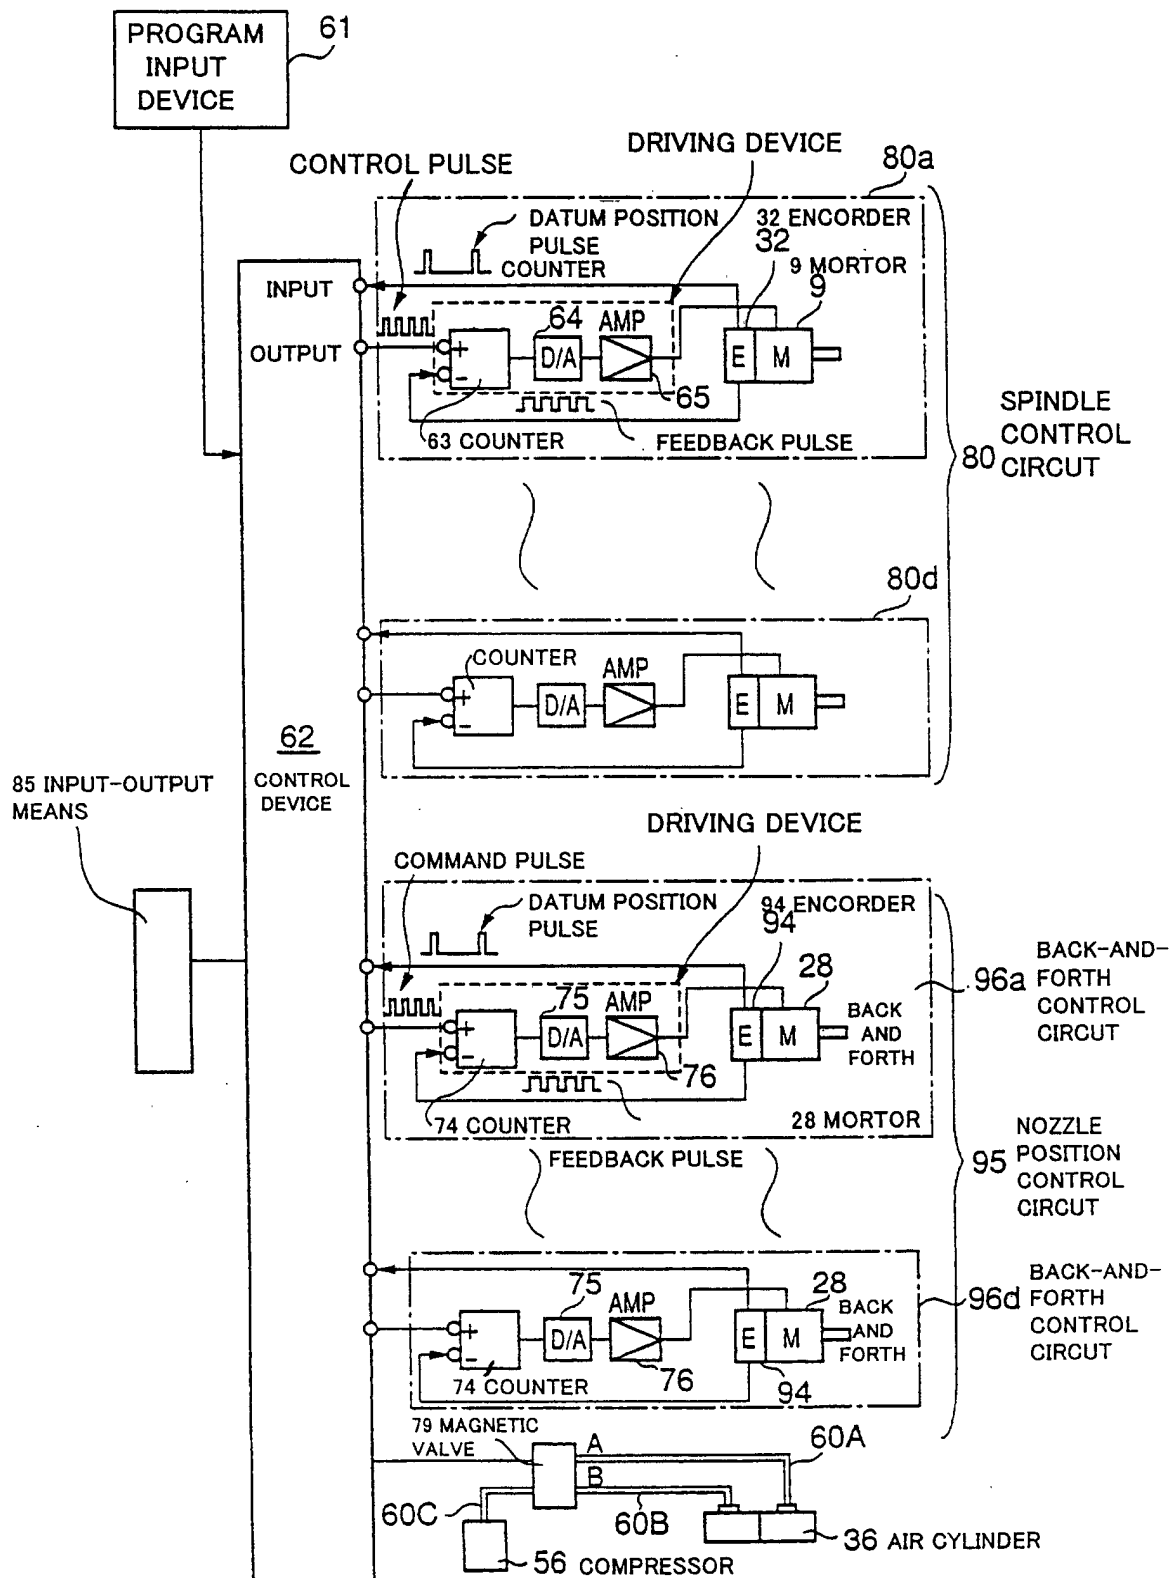 PROGRAM
INPUT
DEVICE
61
CONTROL PULSE
DRIVING DEVICE
80a
DATUM POSITION
PULSE
COUNTER
32 ENCORDER
32
9 MORTOR
9
INPUT
OUTPUT
+
−
64
D/A
AMP
65
E
M
63 COUNTER
FEEDBACK PULSE
80
SPINDLE
CONTROL
CIRCUT
80d
COUNTER
+
−
D/A
AMP
E
M
62
CONTROL
DEVICE
85 INPUT-OUTPUT
MEANS
DRIVING DEVICE
COMMAND PULSE
DATUM POSITION
PULSE
94 ENCORDER
94
28
+
−
75
D/A
AMP
76
E
M
BACK
AND
FORTH
74 COUNTER
28 MORTOR
FEEDBACK PULSE
96a
BACK-AND-
FORTH
CONTROL
CIRCUT
95
NOZZLE
POSITION
CONTROL
CIRCUT
+
−
75
D/A
AMP
76
28
E
M
BACK
AND
FORTH
94
74 COUNTER
96d
BACK-AND-
FORTH
CONTROL
CIRCUT
79 MAGNETIC
VALVE
A
B
60A
60B
60C
56 COMPRESSOR
36 AIR CYLINDER